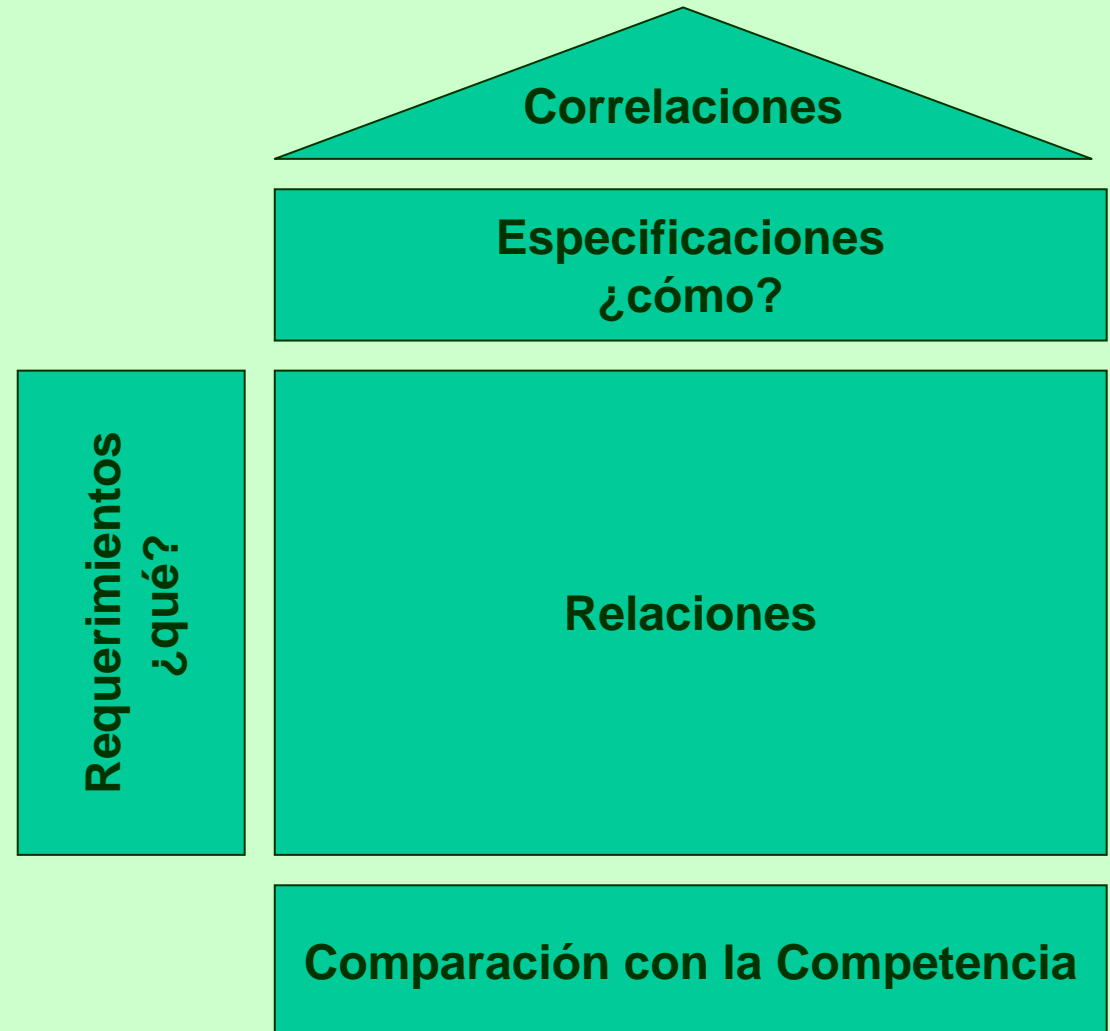 Correlaciones
Especificaciones
¿cómo?
Requerimientos
¿qué?
Relaciones
Comparación con la Competencia